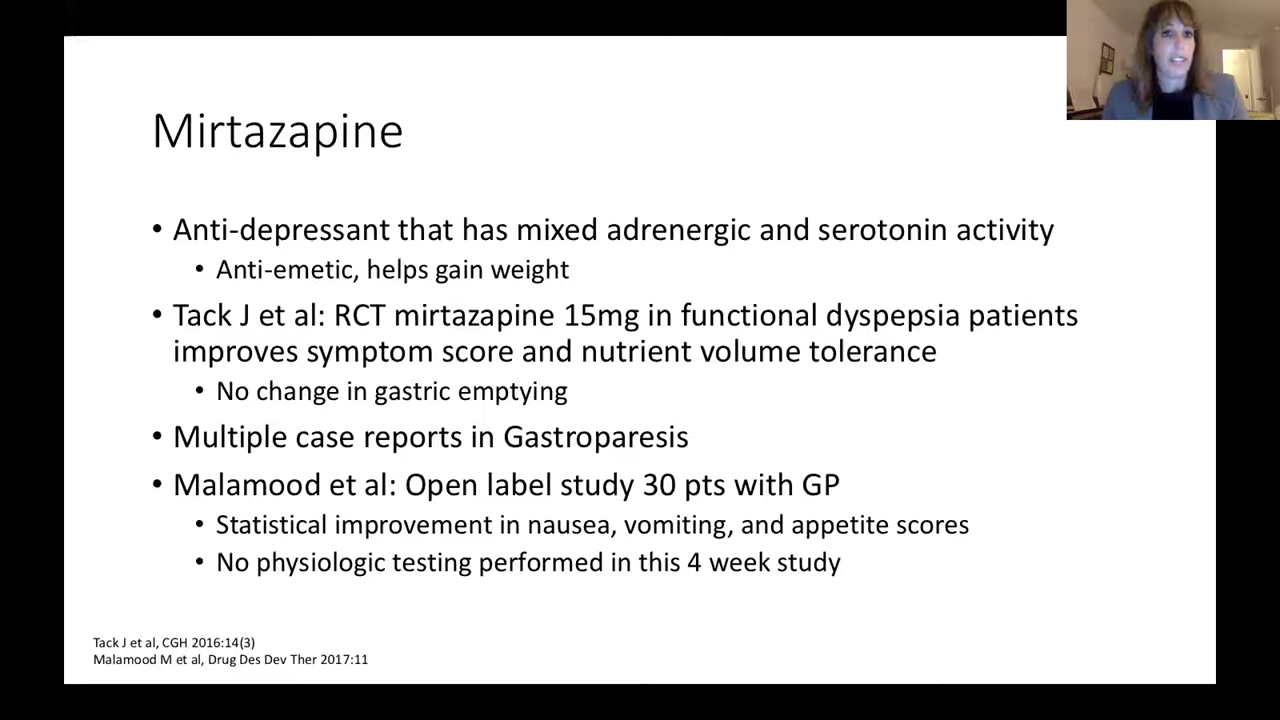 Mirtazapine
• Anti-depressant that has mixed adrenergic and serotonin activity
• Anti-emetic, helps gain weight
• Tack J et al: RCT mirtazapine 15mg in functional dyspepsia patients
improves symptom score and nutrient volume tolerance
• No change in gastric emptying
• Multiple case reports in Gastroparesis
• Malamood et al: Open label study 30 pts with GP
• Statistical improvement in nausea, vomiting, and appetite scores
• No physiologic testing performed in this 4 week study
Tack J et al, CGH 2016:14(3)
Malamood M et al, Drug Des Dev Ther 2017:11